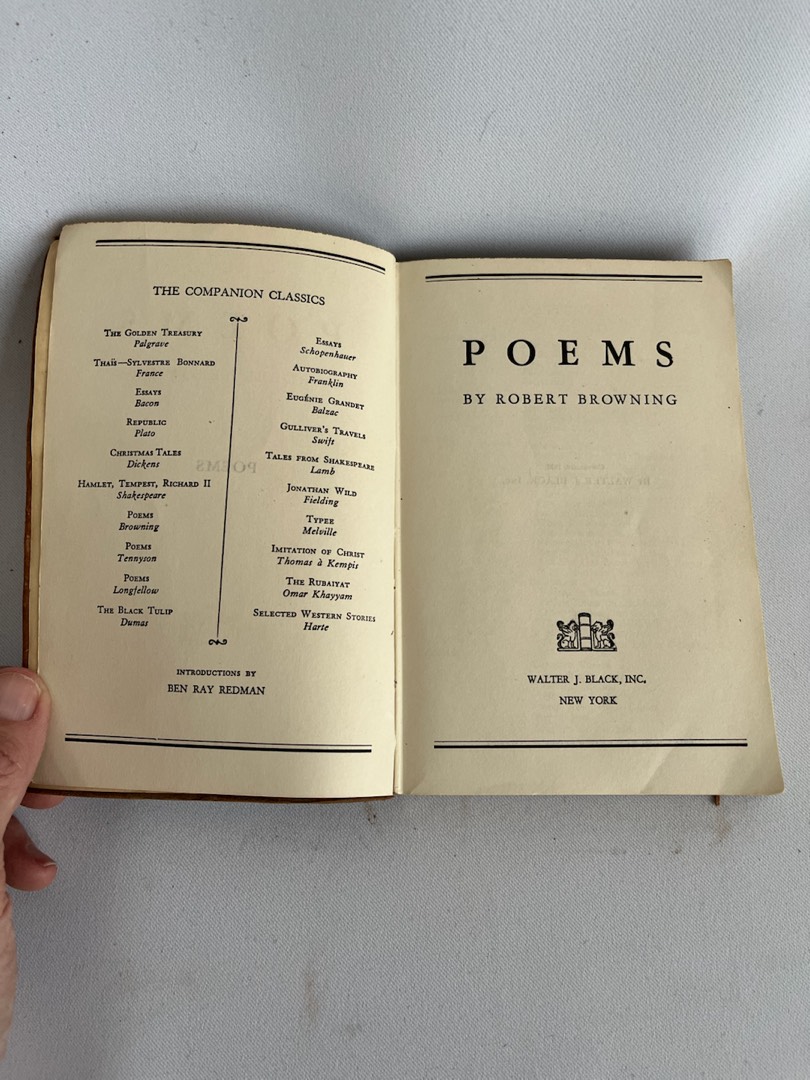 THE COMPANION CLASSICS
THE GOLDEN TREASURY
Palgrave
THAÏS—SYLVESTRE BONNARD
France
ESSAYS
Bacon
REPUBLIC
Plato
CHRISTMAS TALES
Dickens
HAMLET, TEMPEST, RICHARD II
Shakespeare
POEMS
Browning
POEMS
Tennyson
POEMS
Longfellow
THE BLACK TULIP
Dumas
ESSAYS
Schopenhauer
AUTOBIOGRAPHY
Franklin
EUGÉNIE GRANDET
Balzac
GULLIVER'S TRAVELS
Swift
TALES FROM SHAKESPEARE
Lamb
JONATHAN WILD
Fielding
TYPEE
Melville
IMITATION OF CHRIST
Thomas à Kempis
THE RUBAIYAT
Omar Khayyam
SELECTED WESTERN STORIES
Harte
INTRODUCTIONS BY
BEN RAY REDMAN
POEMS
BY ROBERT BROWNING
WALTER J. BLACK, INC.
NEW YORK